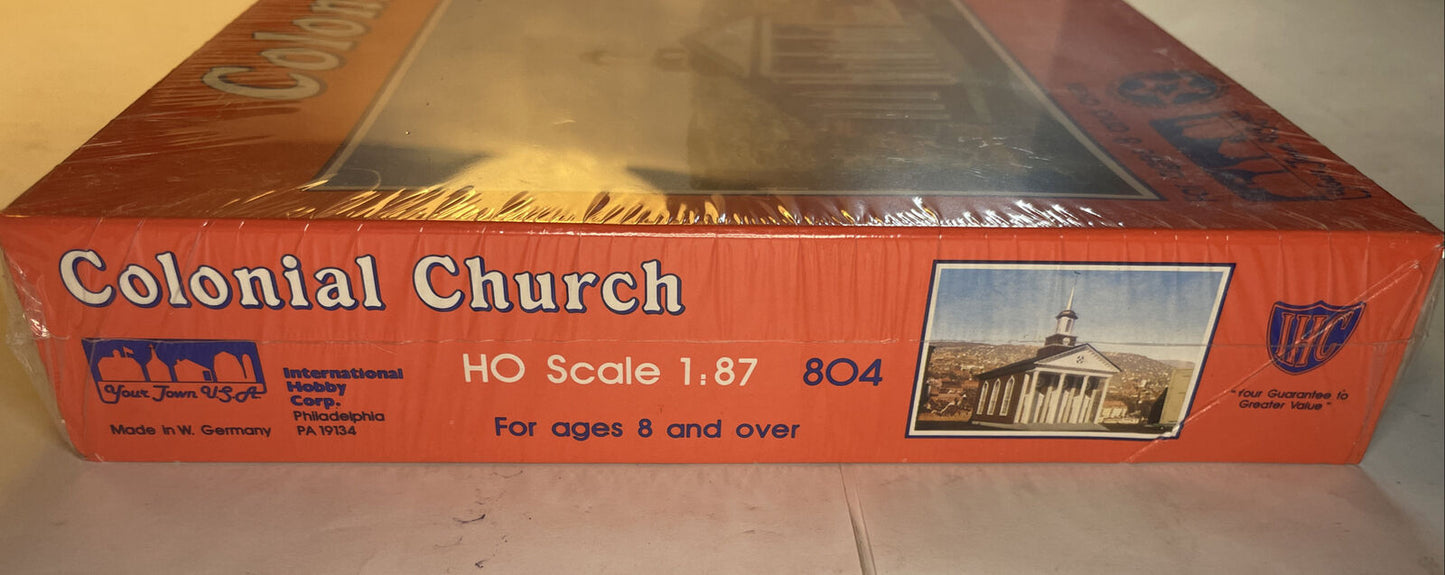 Colon
Colonial Church
Your Town U.S.A.
Made in W. Germany
International
Hobby
Corp.
Philadelphia
PA 19134
HO Scale 1:87
804
For ages 8 and over
IHC
"Your Guarantee to
Greater Value"